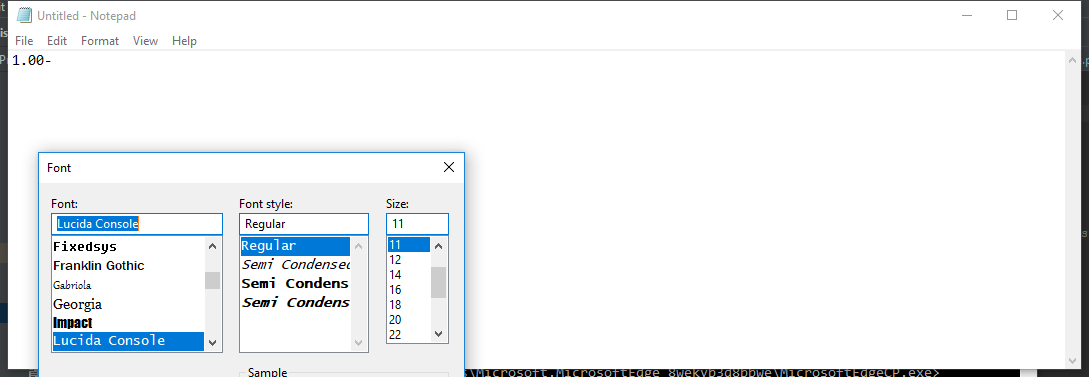 Untitled - Notepad
File Edit Format View Help
1.00-
Font
Font: Font style: Size:
Lucida Console Regular 11
Fixedsys
Franklin Gothic
Gabriola
Georgia
Impact
Lucida Console
Regular
Semi Condensed
Semi Condens
Semi Condens
11
12
14
16
18
20
22
Sample
s\Microsoft.MicrosoftEdge_8wekyb3d8bbwe\MicrosoftEdgeCP.exe>